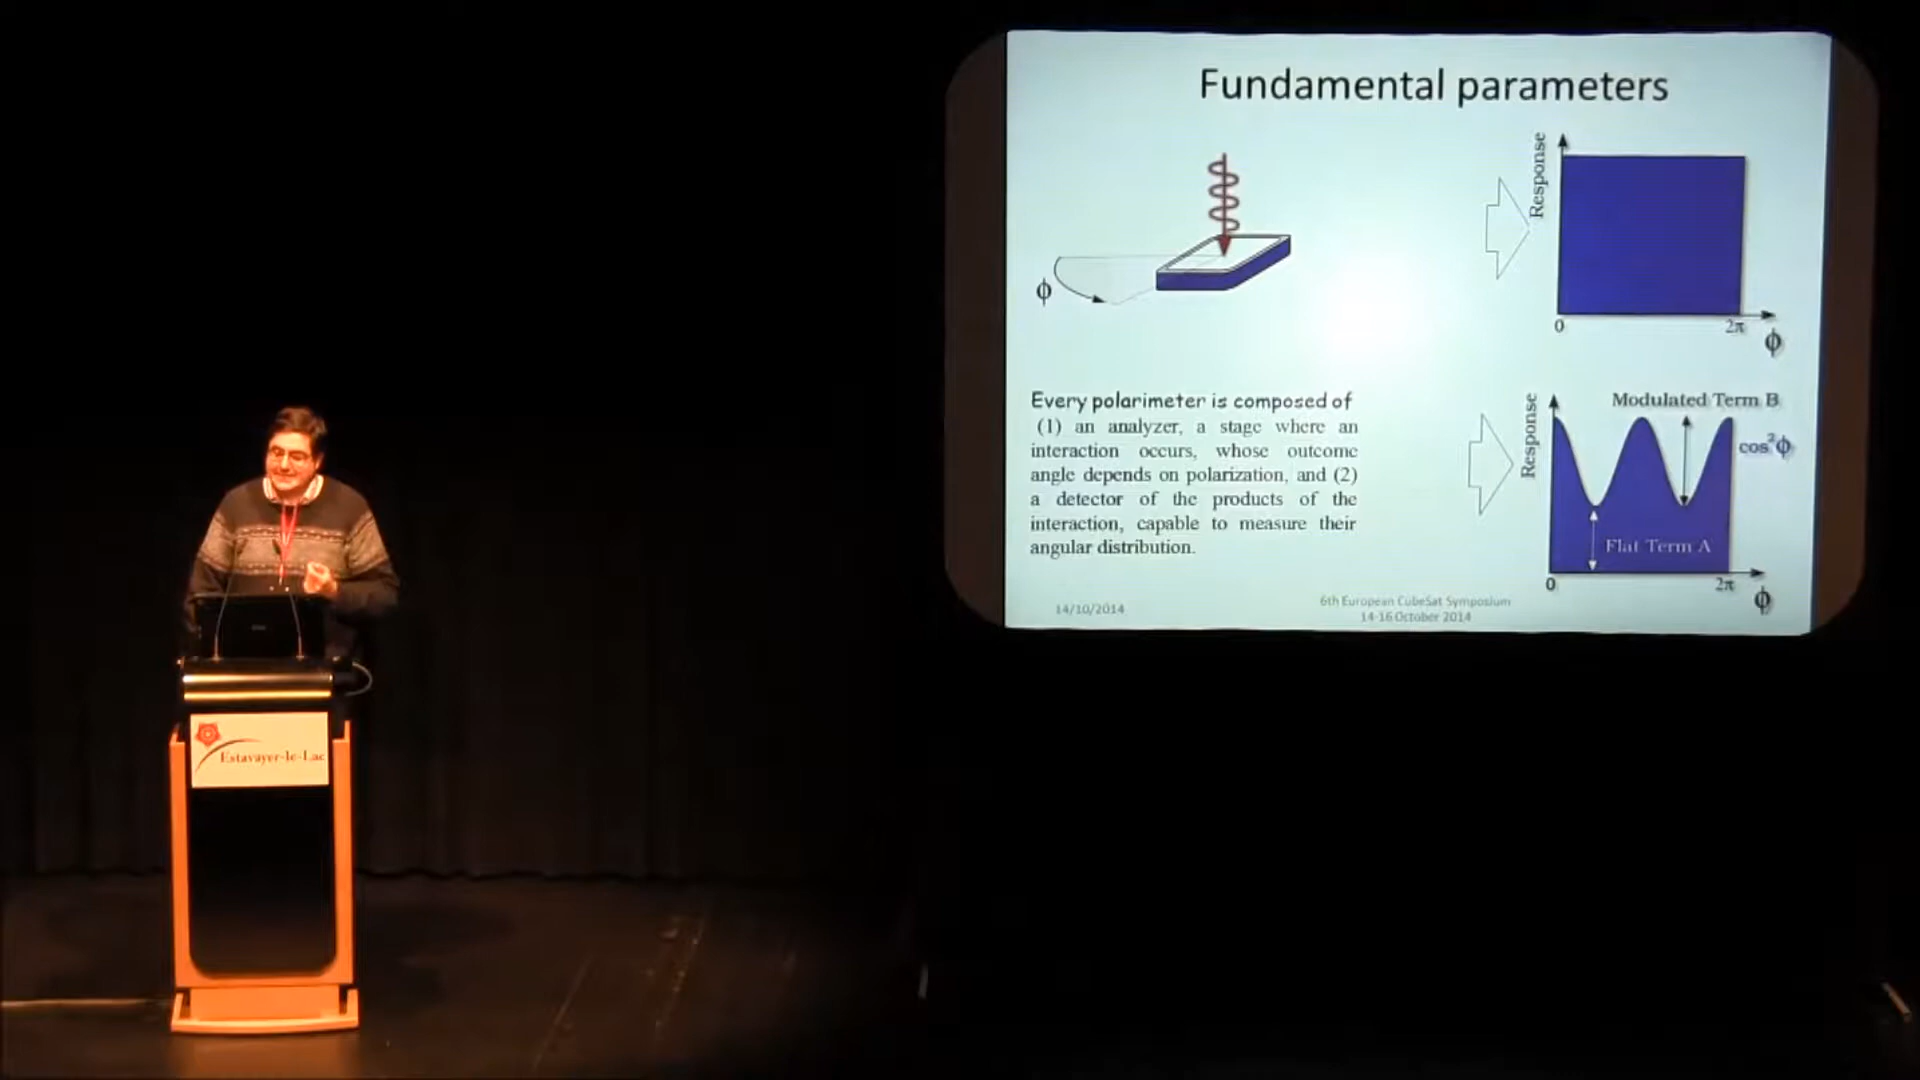 Fundamental parameters
Response
0
2π
ϕ
ϕ
Every polarimeter is composed of
(1) an analyzer, a stage where an
interaction occurs, whose outcome
angle depends on polarization, and (2)
a detector of the products of the
interaction, capable to measure their
angular distribution.
Modulated Term B
Response
cos²ϕ
Flat Term A
0
2π
ϕ
14/10/2014
6th European CubeSat Symposium
14-16 October 2014
Estavayer-le-Lac